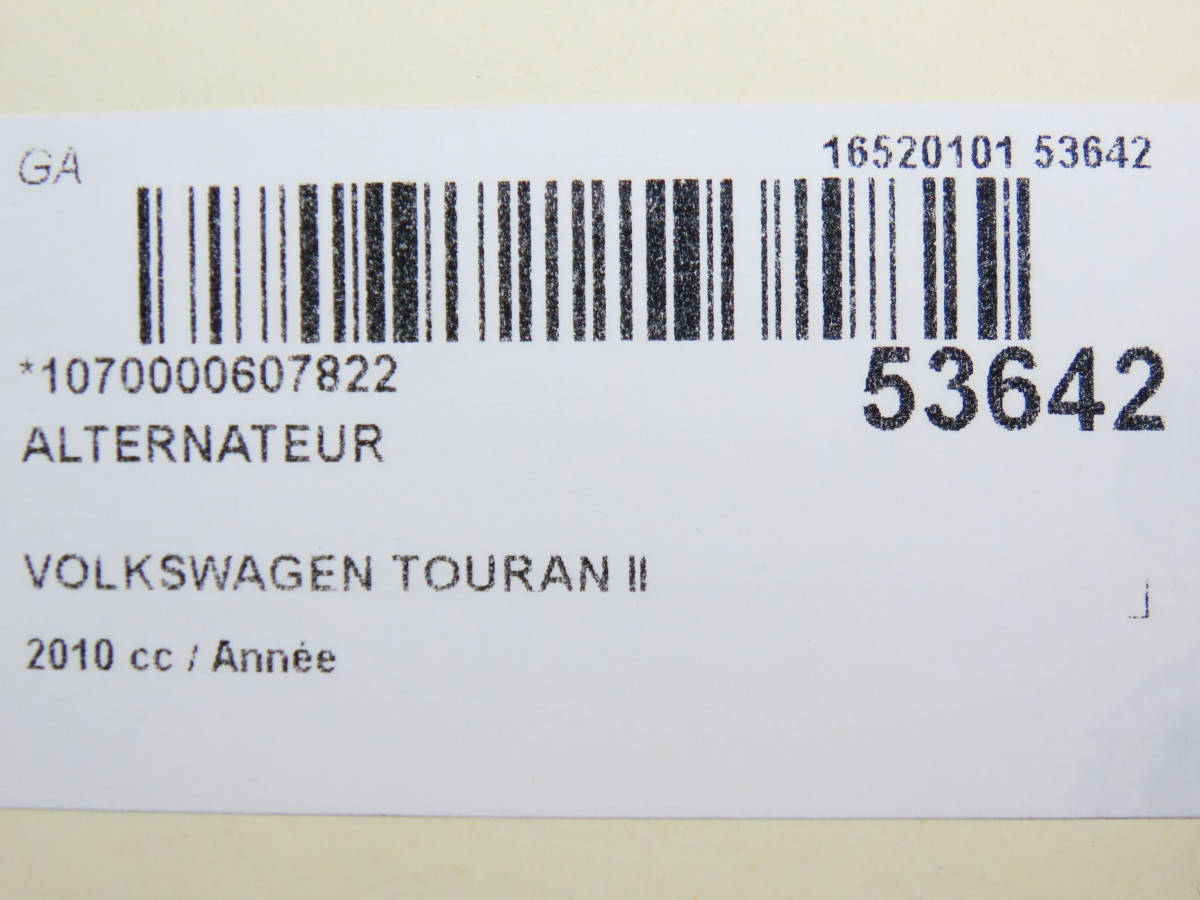 GA
16520101 53642
*1070000607822
53642
ALTERNATEUR
VOLKSWAGEN TOURAN II
2010 cc / Année